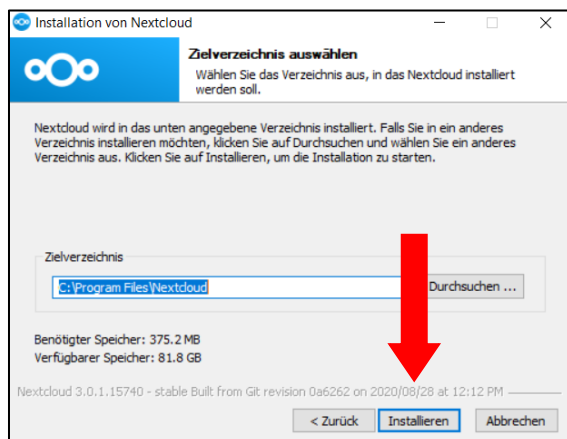 Installation von Nextcloud
Zielverzeichnis auswählen
Wählen Sie das Verzeichnis aus, in das Nextcloud installiert
werden soll.
Nextcloud wird in das unten angegebene Verzeichnis installiert. Falls Sie in ein anderes
Verzeichnis installieren möchten, klicken Sie auf Durchsuchen und wählen Sie ein anderes
Verzeichnis aus. Klicken Sie auf Installieren, um die Installation zu starten.
Zielverzeichnis
C:\Program Files\Nextcloud
Durchsuchen ...
Benötigter Speicher: 375.2 MB
Verfügbarer Speicher: 81.8 GB
Nextcloud 3.0.1.15740 - stable Built from Git revision 0a6262 on 2020/08/28 at 12:12 PM
< Zurück Installieren Abbrechen